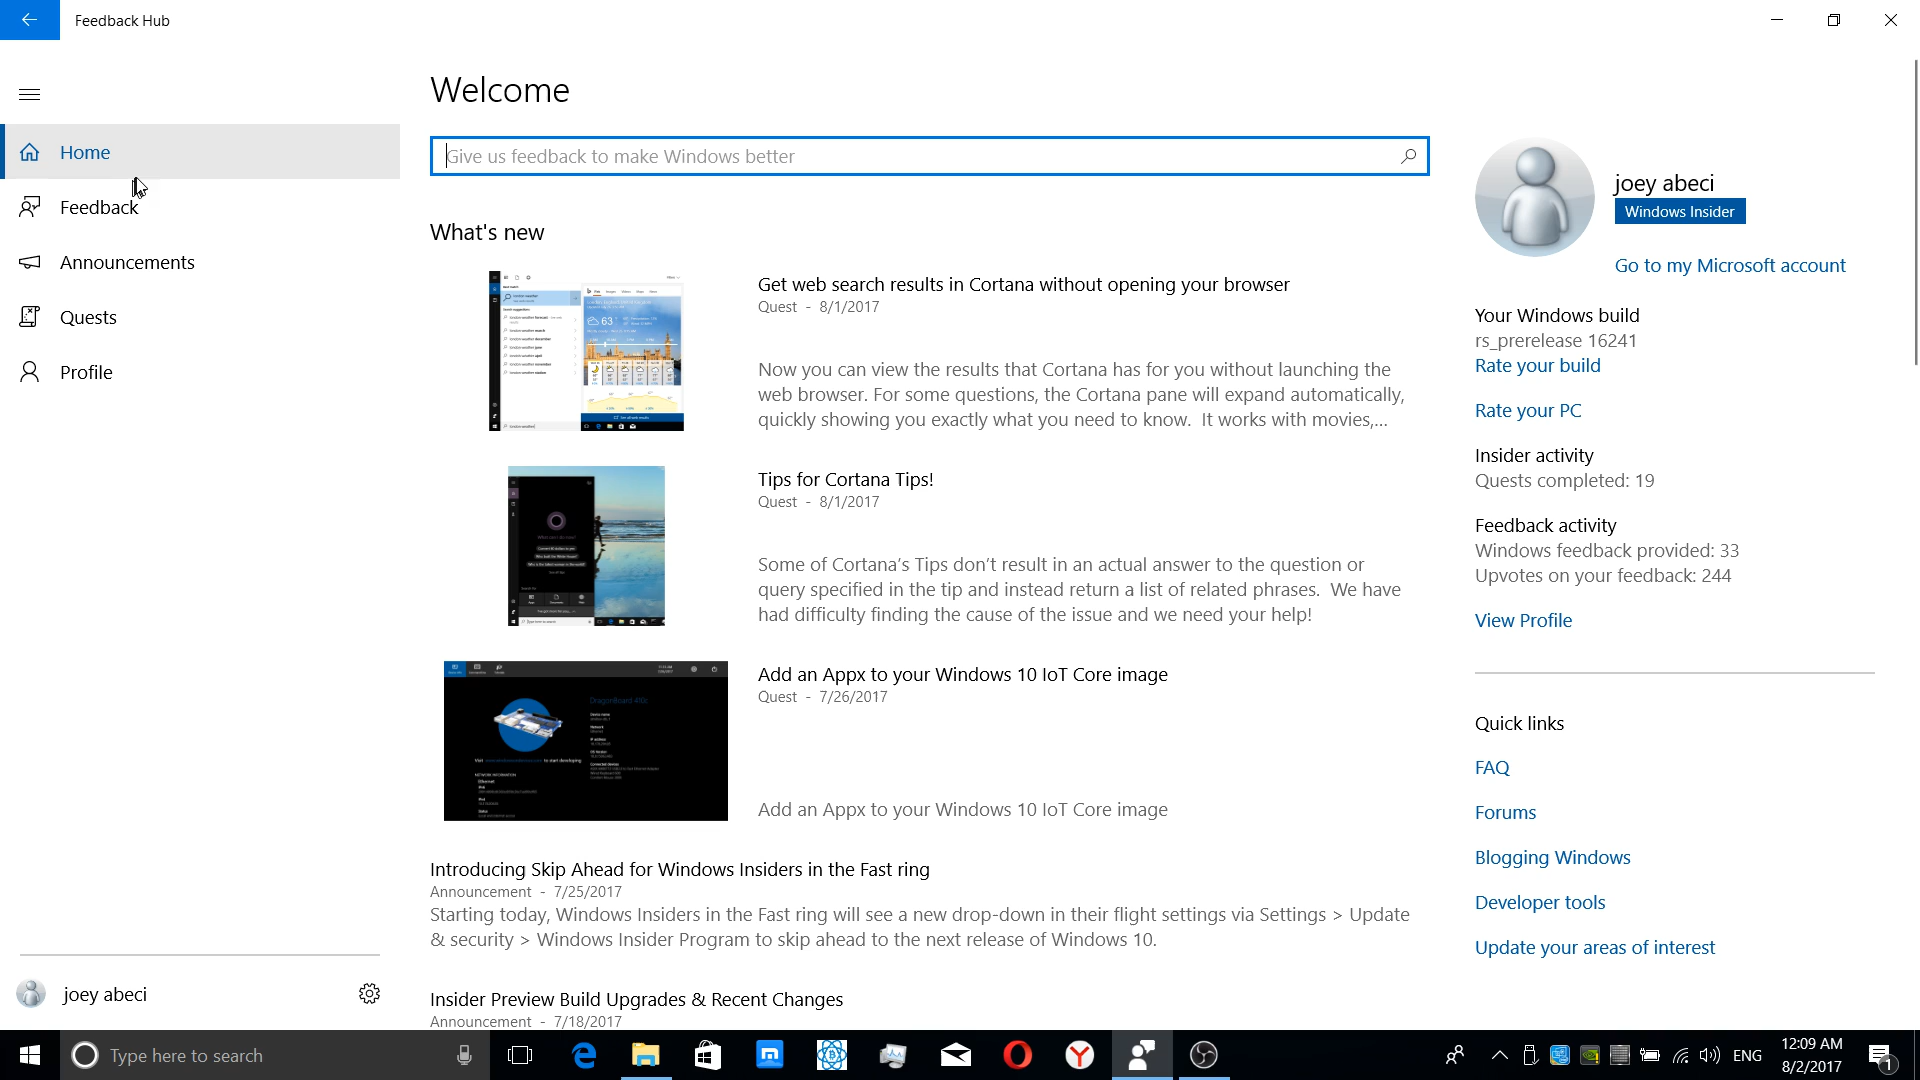 Feedback Hub
Welcome
Give us feedback to make Windows better
Home
Feedback
Announcements
Quests
Profile
What's new
Get web search results in Cortana without opening your browser
Quest - 8/1/2017
Now you can view the results that Cortana has for you without launching the
web browser. For some questions, the Cortana pane will expand automatically,
quickly showing you exactly what you need to know. It works with movies,...
63
Tips for Cortana Tips!
Quest - 8/1/2017
Some of Cortana's Tips don't result in an actual answer to the question or
query specified in the tip and instead return a list of related phrases. We have
had difficulty finding the cause of the issue and we need your help!
Add an Appx to your Windows 10 IoT Core image
Quest - 7/26/2017
Add an Appx to your Windows 10 IoT Core image
Introducing Skip Ahead for Windows Insiders in the Fast ring
Announcement - 7/25/2017
Starting today, Windows Insiders in the Fast ring will see a new drop-down in their flight settings via Settings > Update
& security > Windows Insider Program to skip ahead to the next release of Windows 10.
Insider Preview Build Upgrades & Recent Changes
Announcement - 7/18/2017
joey abeci
Windows Insider
Go to my Microsoft account
Your Windows build
rs_prerelease 16241
Rate your build
Rate your PC
Insider activity
Quests completed: 19
Feedback activity
Windows feedback provided: 33
Upvotes on your feedback: 244
View Profile
Quick links
FAQ
Forums
Blogging Windows
Developer tools
Update your areas of interest
joey abeci
Type here to search
ENG
12:09 AM
8/2/2017
1